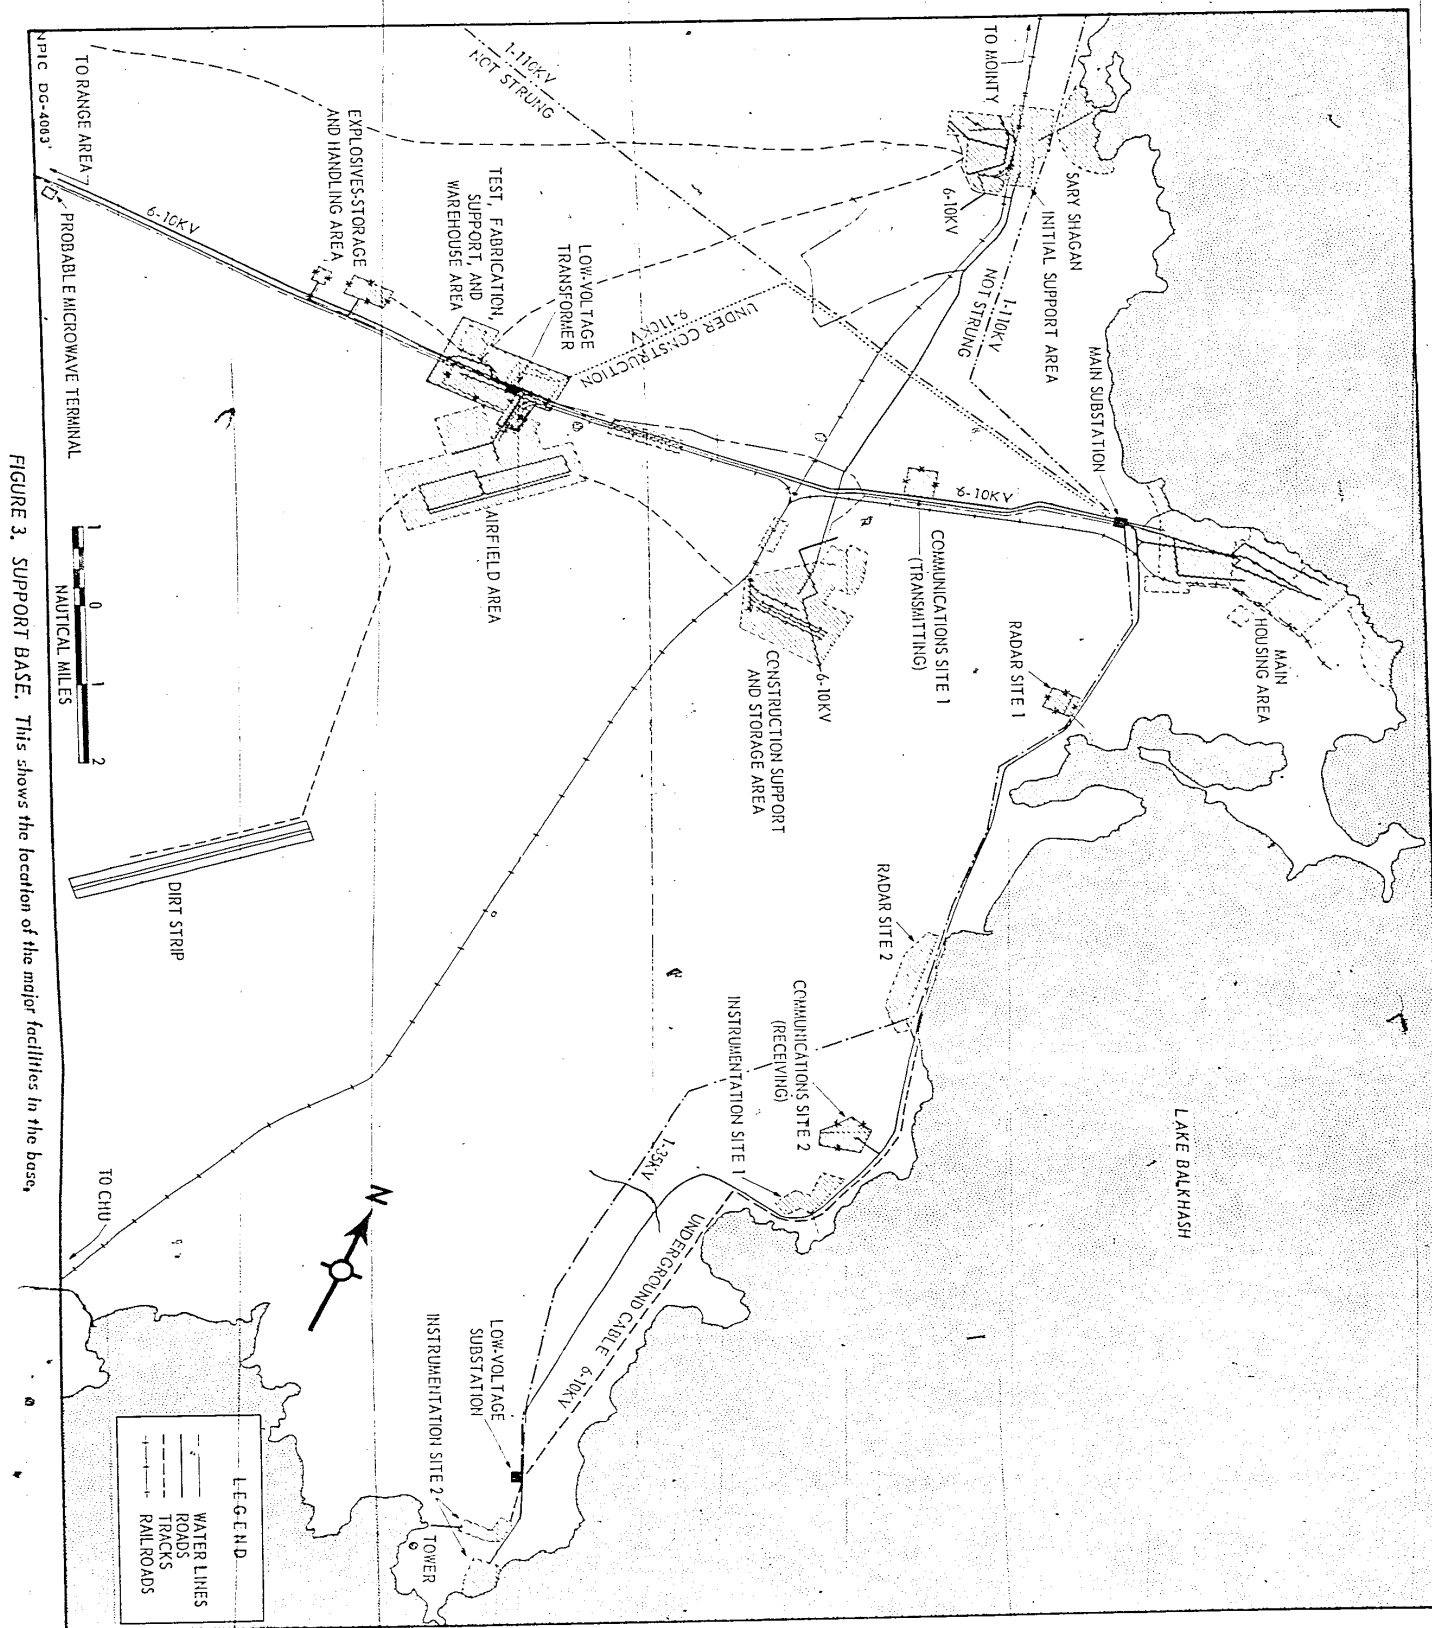 TO MOINTY
1-110KV
NOT STRUNG
SARY SHAGAN
INITIAL SUPPORT AREA
6-10KV
1-110KV
NOT STRUNG
MAIN SUBSTATION
MAIN
HOUSING AREA
RADAR SITE 1
COMMUNICATIONS SITE 1
(TRANSMITTING)
6-10KV
UNDER CONSTRUCTION
LOW-VOLTAGE
TRANSFORMER
TEST, FABRICATION,
SUPPORT, AND
WAREHOUSE AREA
EXPLOSIVES-STORAGE
AND HANDLING AREA
6-10KV
TO RANGE AREA
PROBABLE MICROWAVE TERMINAL
AIRFIELD AREA
6-10KV
CONSTRUCTION SUPPORT
AND STORAGE AREA
DIRT STRIP
RADAR SITE 2
COMMUNICATIONS SITE 2
(RECEIVING)
INSTRUMENTATION SITE 1
LAKE BALKHASH
1-35KV
UNDERGROUND CABLE 6-10KV
N
TO CHU
LOW-VOLTAGE
SUBSTATION
INSTRUMENTATION SITE 2
TOWER
LEGEND
WATER LINES
ROADS
TRACKS
RAILROADS
NPIC DG-4083
1 0 1 2
NAUTICAL MILES
FIGURE 3. SUPPORT BASE. This shows the location of the major facilities in the base.